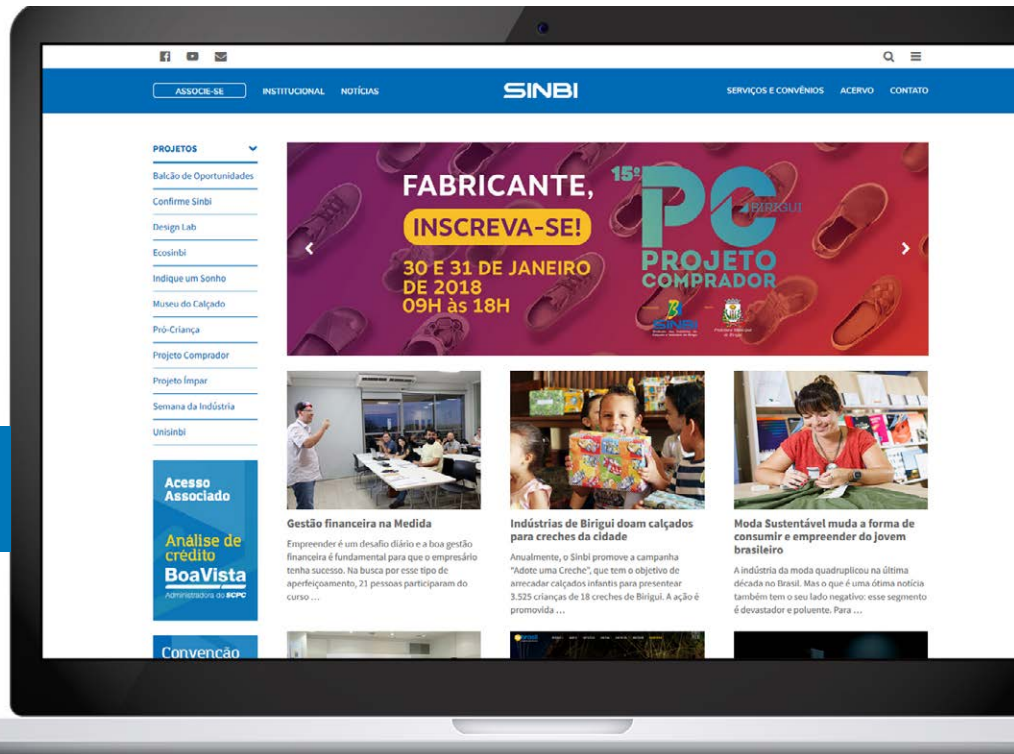 ASSOCIE-SE
INSTITUCIONAL
NOTÍCIAS
SINBI
SERVIÇOS E CONVÊNIOS
ACERVO
CONTATO
PROJETOS
Balcão de Oportunidades
Confirme Sinbi
Design Lab
Ecosinbi
Indique um Sonho
Museu do Calçado
Pró-Criança
Projeto Comprador
Projeto Ímpar
Semana da Indústria
Unisinbi
Acesso
Associado
Análise de
crédito
BoaVista
Administradora do SCPC
Convenção
FABRICANTE,
INSCREVA-SE!
30 E 31 DE JANEIRO
DE 2018
09H às 18H
15º
PC
BIRIGUI
PROJETO
COMPRADOR
SINBI
Gestão financeira na Medida
Empreender é um desafio diário e a boa gestão
financeira é fundamental para que o empresário
tenha sucesso. Na busca por esse tipo de
aperfeiçoamento, 21 pessoas participaram do
curso ...
Indústrias de Birigui doam calçados
para creches da cidade
Anualmente, o Sinbi promove a campanha
"Adote uma Creche", que tem o objetivo de
arrecadar calçados infantis para presentear
3.525 crianças de 18 creches de Birigui. A ação é
promovida ...
Moda Sustentável muda a forma de
consumir e empreender do jovem
brasileiro
A indústria da moda quadruplicou na última
década no Brasil. Mas o que é uma ótima notícia
também tem o seu lado negativo: esse segmento
é devastador e poluente. Para ...